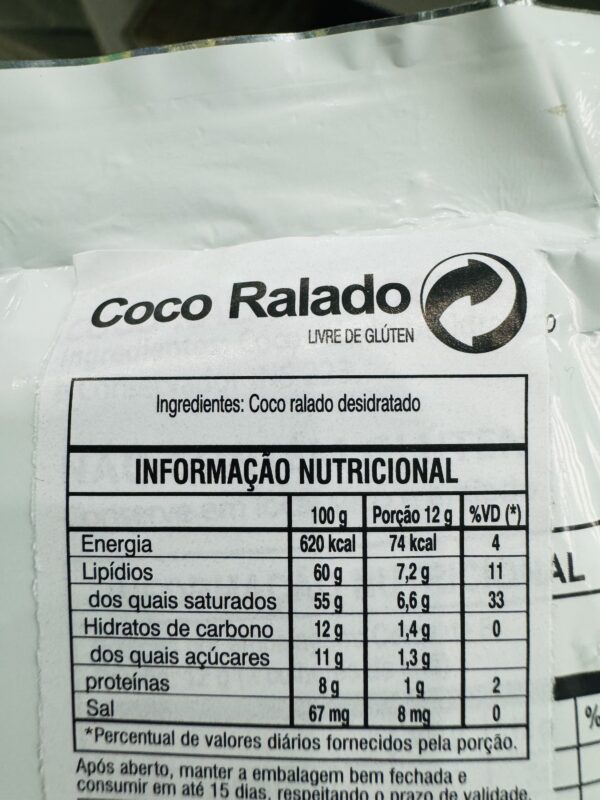 Coco Ralado
LIVRE DE GLÚTEN
Ingredientes: Coco ralado desidratado
INFORMAÇÃO NUTRICIONAL
100 g Porção 12 g %VD (*)
Energia 620 kcal 74 kcal 4
Lipídios 60 g 7,2 g 11
dos quais saturados 55 g 6,6 g 33
Hidratos de carbono 12 g 1,4 g 0
dos quais açúcares 11 g 1,3 g
proteínas 8 g 1 g 2
Sal 67 mg 8 mg 0
*Percentual de valores diários fornecidos pela porção.
Após aberto, manter a embalagem bem fechada e
consumir em até 15 dias, respeitando o prazo de validade.
AL
%